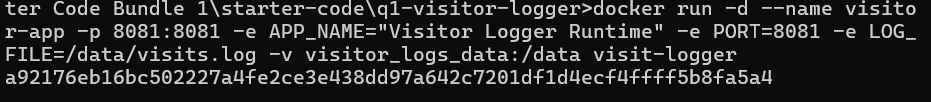 ter Code Bundle 1\starter-code\q1-visitor-logger>docker run -d --name visito
r-app -p 8081:8081 -e APP_NAME="Visitor Logger Runtime" -e PORT=8081 -e LOG_
FILE=/data/visits.log -v visitor_logs_data:/data visit-logger
a92176eb16bc502227a4fe2ce3e438dd97a642c7201df1d4ecf4ffff5b8fa5a4